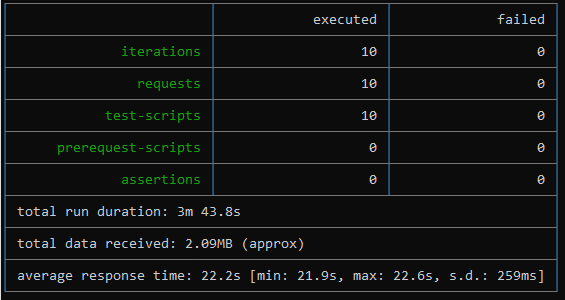 executed failed
iterations 10 0
requests 10 0
test-scripts 10 0
prerequest-scripts 0 0
assertions 0 0
total run duration: 3m 43.8s
total data received: 2.09MB (approx)
average response time: 22.2s [min: 21.9s, max: 22.6s, s.d.: 259ms]